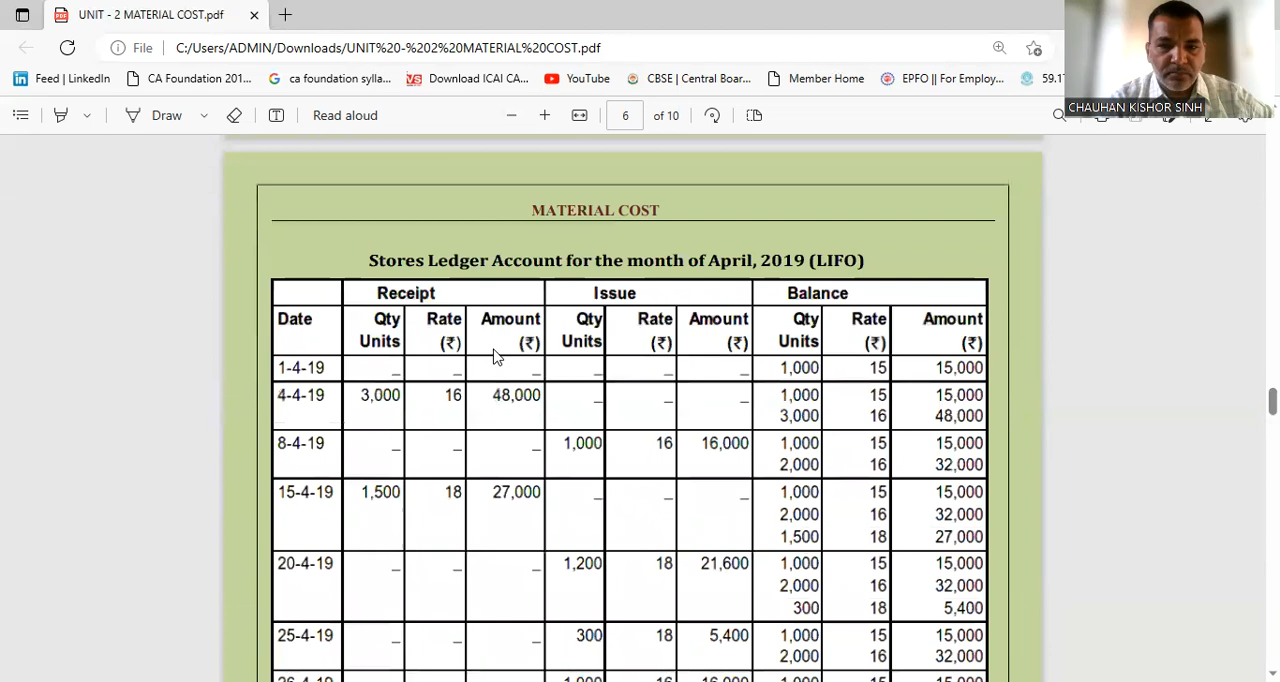 UNIT - 2 MATERIAL COST.pdf
File C:/Users/ADMIN/Downloads/UNIT%20-%202%20MATERIAL%20COST.pdf
Feed | LinkedIn CA Foundation 201... ca foundation sylla... Download ICAI CA... YouTube CBSE | Central Boar... Member Home EPFO || For Employ... 59.1
CHAUHAN KISHOR SINH
Draw Read aloud 6 of 10
MATERIAL COST
Stores Ledger Account for the month of April, 2019 (LIFO)
Receipt Issue Balance
Date Qty Rate Amount Qty Rate Amount Qty Rate Amount
Units (₹) (₹) Units (₹) (₹) Units (₹) (₹)
1-4-19 _ _ _ _ _ _ 1,000 15 15,000
4-4-19 3,000 16 48,000 _ _ _ 1,000 15 15,000
3,000 16 48,000
8-4-19 _ _ _ 1,000 16 16,000 1,000 15 15,000
2,000 16 32,000
15-4-19 1,500 18 27,000 _ _ _ 1,000 15 15,000
2,000 16 32,000
1,500 18 27,000
20-4-19 _ _ _ 1,200 18 21,600 1,000 15 15,000
2,000 16 32,000
300 18 5,400
25-4-19 _ _ _ 300 18 5,400 1,000 15 15,000
2,000 16 32,000